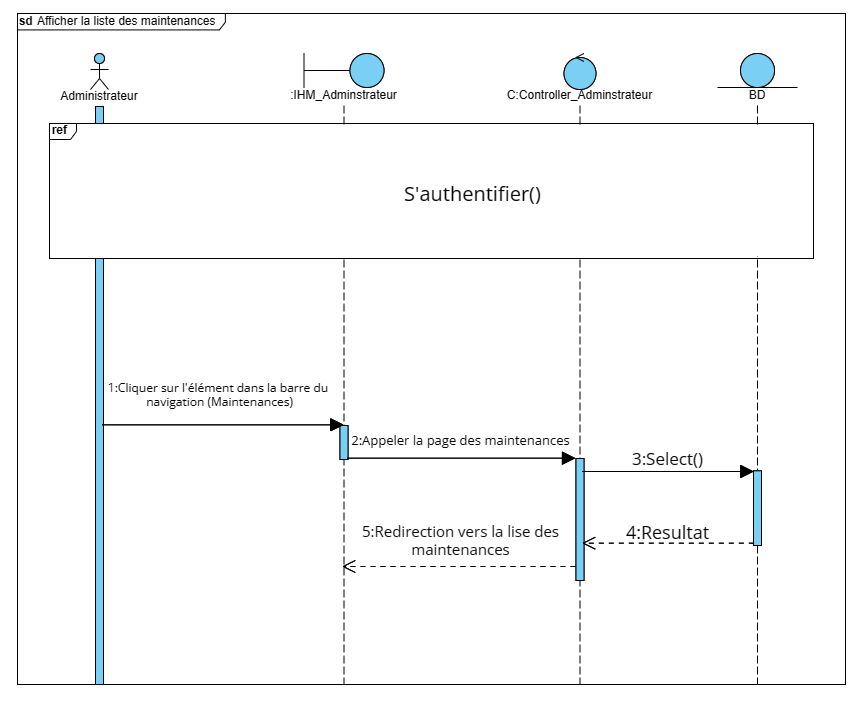 sd Afficher la liste des maintenances
Administrateur
:IHM_Adminstrateur
C:Controller_Adminstrateur
BD
ref
S'authentifier()
1:Cliquer sur l'élément dans la barre du
navigation (Maintenances)
2:Appeler la page des maintenances
3:Select()
4:Resultat
5:Redirection vers la lise des
maintenances